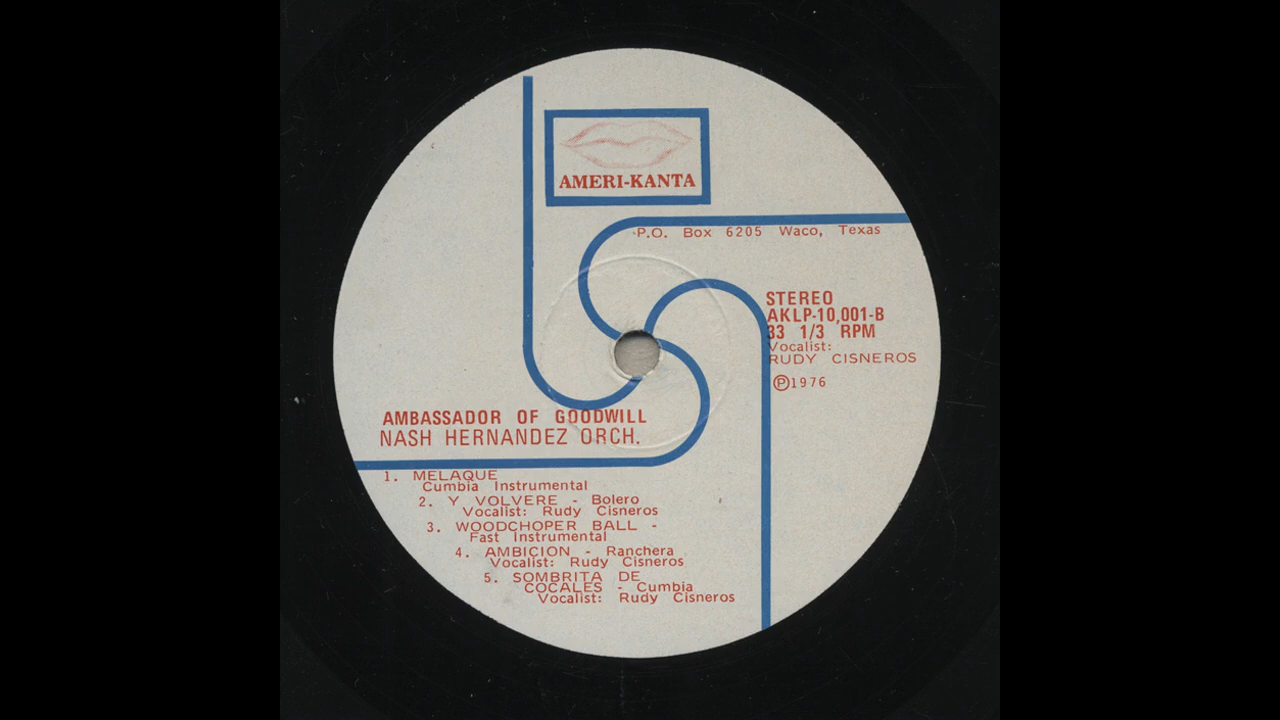 AMERI-KANTA
P.O. Box 6205 Waco, Texas
STEREO
AKLP-10,001-B
33 1/3 RPM
Vocalist:
RUDY CISNEROS
Ⓟ1976
AMBASSADOR OF GOODWILL
NASH HERNANDEZ ORCH.
1. MELAQUE
Cumbia Instrumental
2. Y VOLVERE - Bolero
Vocalist: Rudy Cisneros
3. WOODCHOPER BALL -
Fast Instrumental
4. AMBICION - Ranchera
Vocalist: Rudy Cisneros
5. SOMBRITA DE
COCALES - Cumbia
Vocalist: Rudy Cisneros